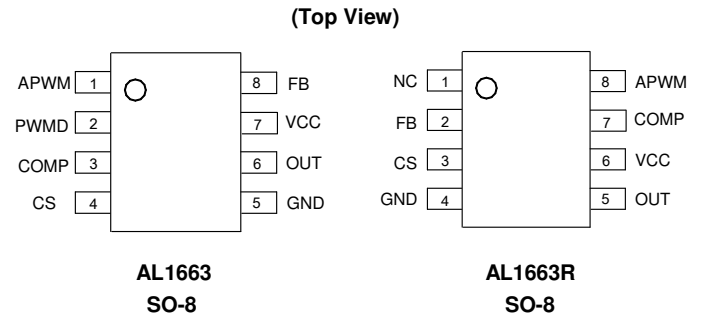 (Top View)
APWM 1 8 FB
PWMD 2 7 VCC
COMP 3 6 OUT
CS 4 5 GND
AL1663
SO-8
NC 1 8 APWM
FB 2 7 COMP
CS 3 6 VCC
GND 4 5 OUT
AL1663R
SO-8